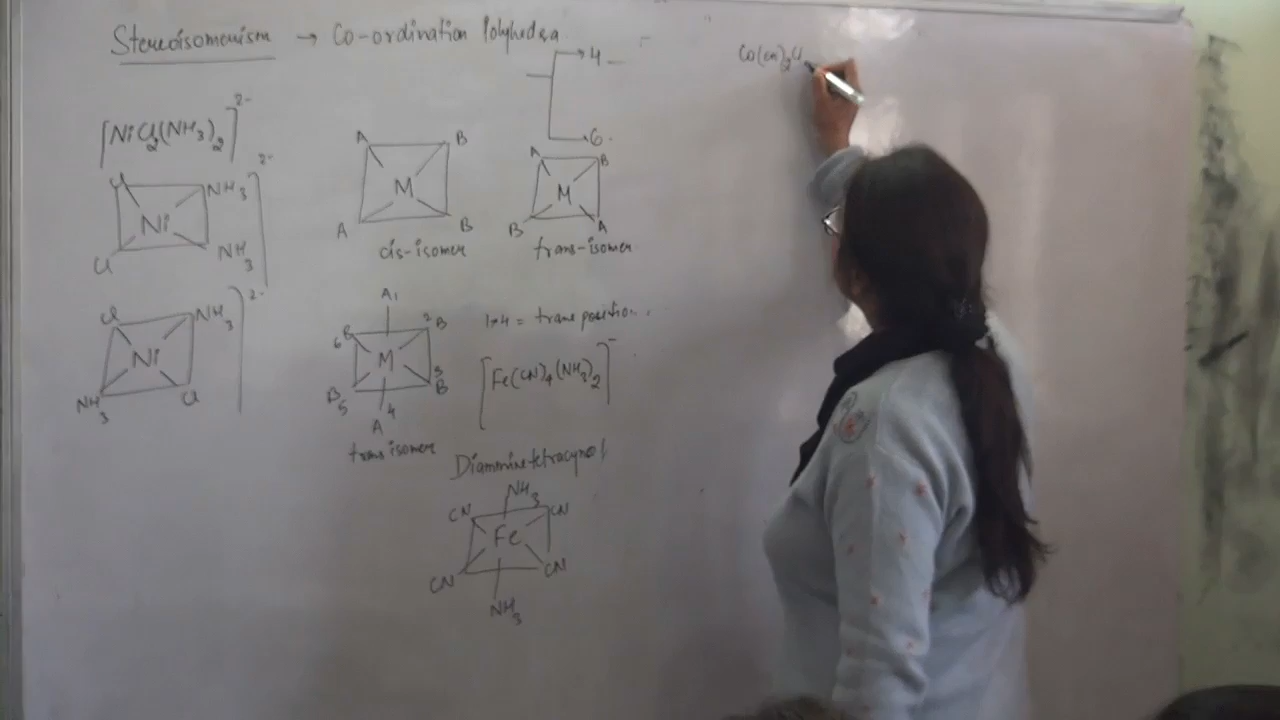 Stereoisomerism → Co-ordination Polyhedra
→ 4
→ 6
[NiCl2(NH3)2]2-
Cl NH3 2-
Ni
Cl NH3
Cl NH3 2-
Ni
NH3 Cl
A B
M
A B
cis-isomer
A B
M
B A
trans-isomer
A1
6B 2B
M
B5 3B
A 4
trans isomer
1,4 = trans position.
[Fe(CN)4(NH3)2]-
NH3
CN CN
Fe
CN CN
NH3
Co(en)2Cl